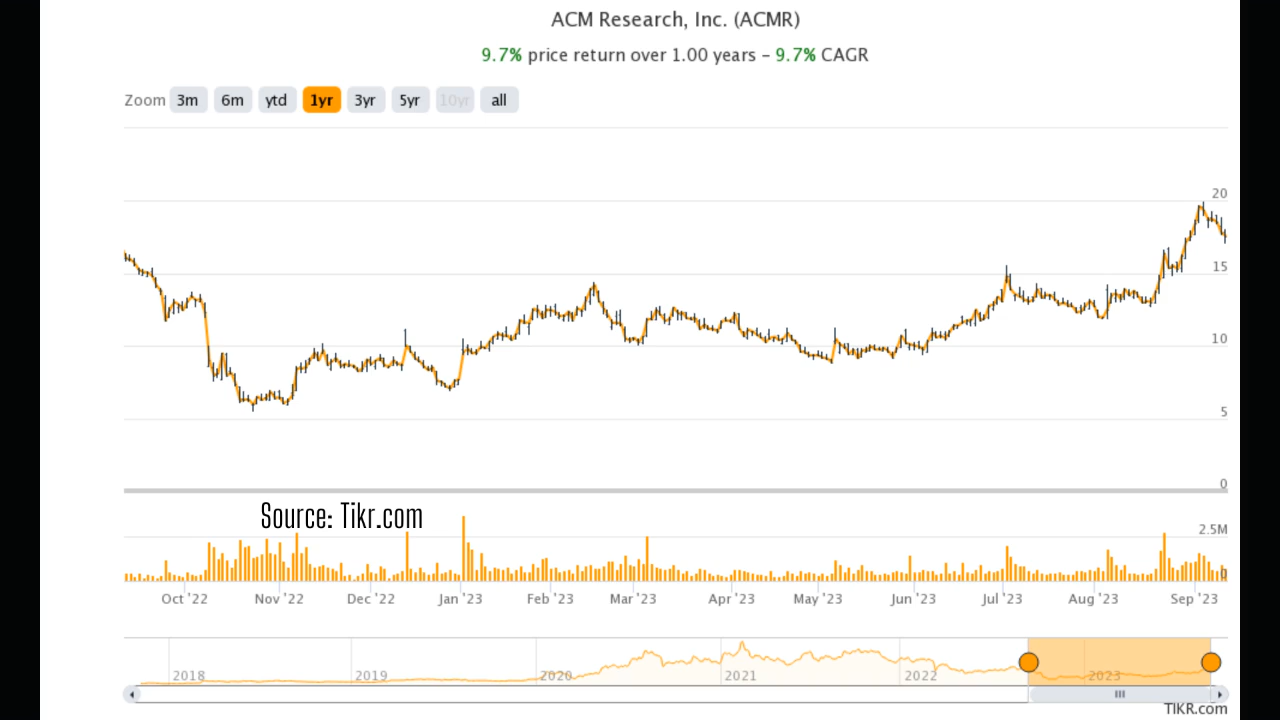 ACM Research, Inc. (ACMR)
9.7% price return over 1.00 years – 9.7% CAGR
Zoom 3m 6m ytd 1yr 3yr 5yr 10yr all
20
15
10
5
0
Source: Tikr.com
2.5M
0
Oct '22 Nov '22 Dec '22 Jan '23 Feb '23 Mar '23 Apr '23 May '23 Jun '23 Jul '23 Aug '23 Sep '23
2018 2019 2020 2021 2022 2023
TIKR.com